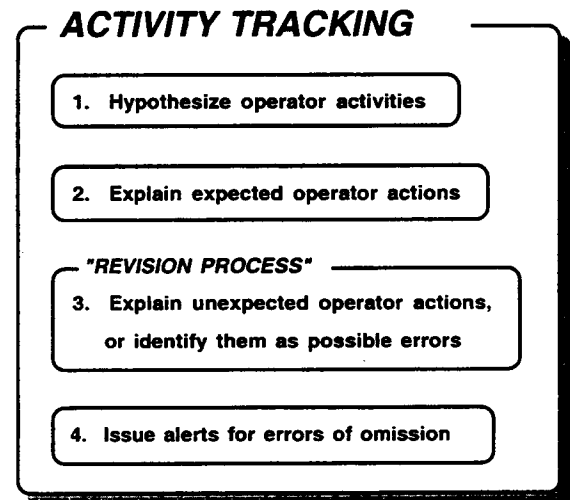 ACTIVITY TRACKING
1. Hypothesize operator activities
2. Explain expected operator actions
"REVISION PROCESS"
3. Explain unexpected operator actions,
or identify them as possible errors
4. Issue alerts for errors of omission